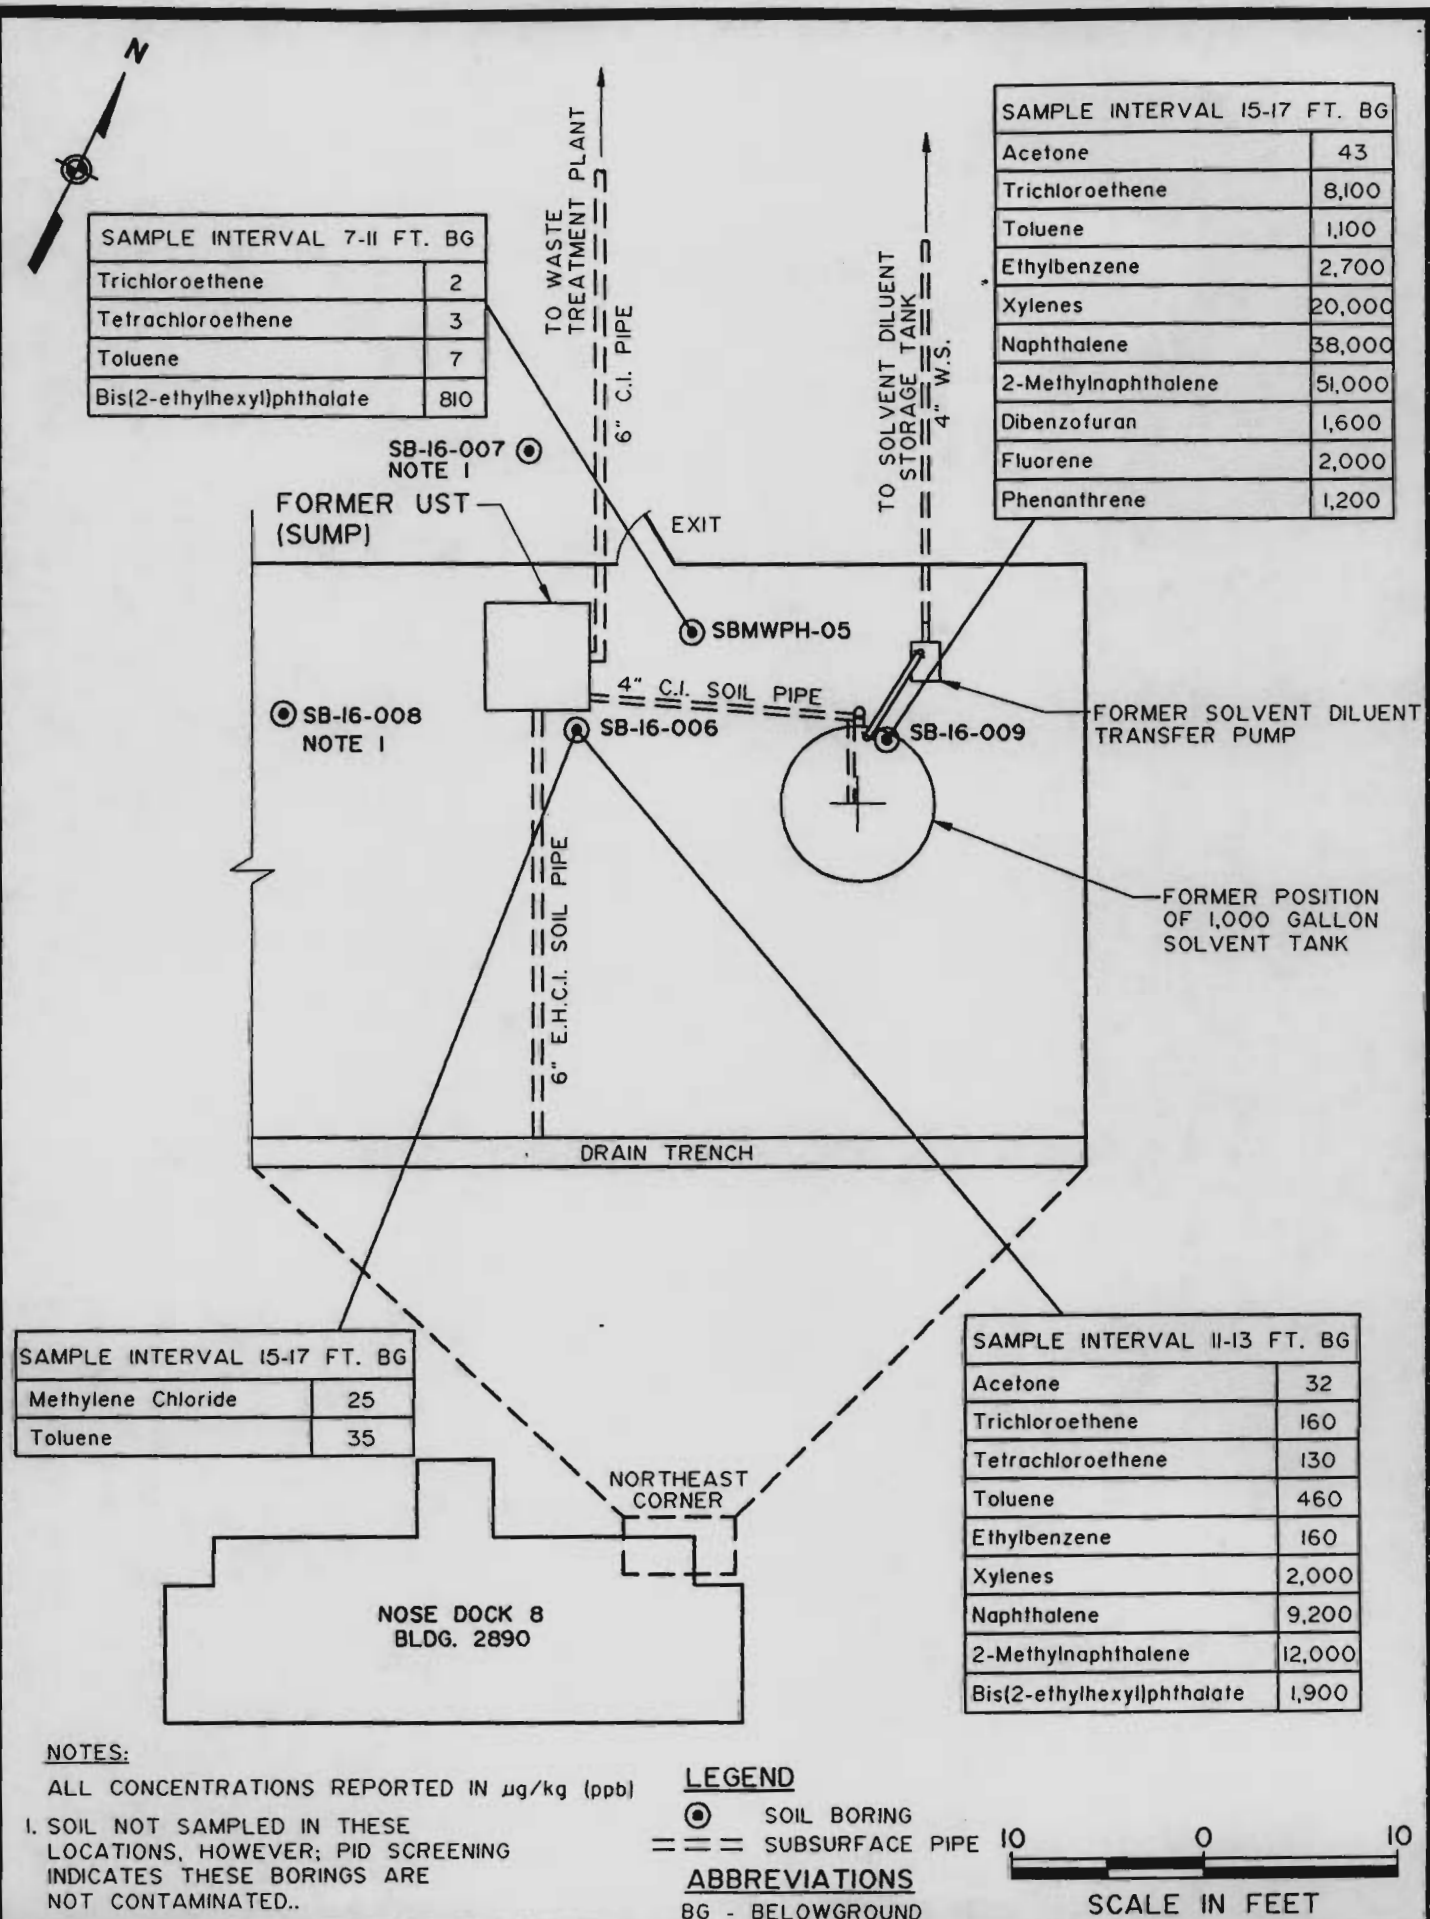 N
SAMPLE INTERVAL 7-11 FT. BG
Trichloroethene 2
Tetrachloroethene 3
Toluene 7
Bis(2-ethylhexyl)phthalate 810
TO WASTE
TREATMENT PLANT
6" C.I. PIPE
TO SOLVENT DILUENT
STORAGE TANK
4" W.S.
SAMPLE INTERVAL 15-17 FT. BG
Acetone 43
Trichloroethene 8,100
Toluene 1,100
Ethylbenzene 2,700
Xylenes 20,000
Naphthalene 38,000
2-Methylnaphthalene 51,000
Dibenzofuran 1,600
Fluorene 2,000
Phenanthrene 1,200
SB-16-007
NOTE 1
FORMER UST
(SUMP)
EXIT
SBMWPH-05
4" C.I. SOIL PIPE
SB-16-008
NOTE 1
SB-16-006
SB-16-009
FORMER SOLVENT DILUENT
TRANSFER PUMP
6" E.H.C.I. SOIL PIPE
FORMER POSITION
OF 1,000 GALLON
SOLVENT TANK
DRAIN TRENCH
SAMPLE INTERVAL 15-17 FT. BG
Methylene Chloride 25
Toluene 35
SAMPLE INTERVAL 11-13 FT. BG
Acetone 32
Trichloroethene 160
Tetrachloroethene 130
Toluene 460
Ethylbenzene 160
Xylenes 2,000
Naphthalene 9,200
2-Methylnaphthalene 12,000
Bis(2-ethylhexyl)phthalate 1,900
NORTHEAST
CORNER
NOSE DOCK 8
BLDG. 2890
NOTES:
ALL CONCENTRATIONS REPORTED IN µg/kg (ppb)
1. SOIL NOT SAMPLED IN THESE
LOCATIONS, HOWEVER; PID SCREENING
INDICATES THESE BORINGS ARE
NOT CONTAMINATED..
LEGEND
SOIL BORING
SUBSURFACE PIPE
ABBREVIATIONS
BG - BELOWGROUND
10 0 10
SCALE IN FEET